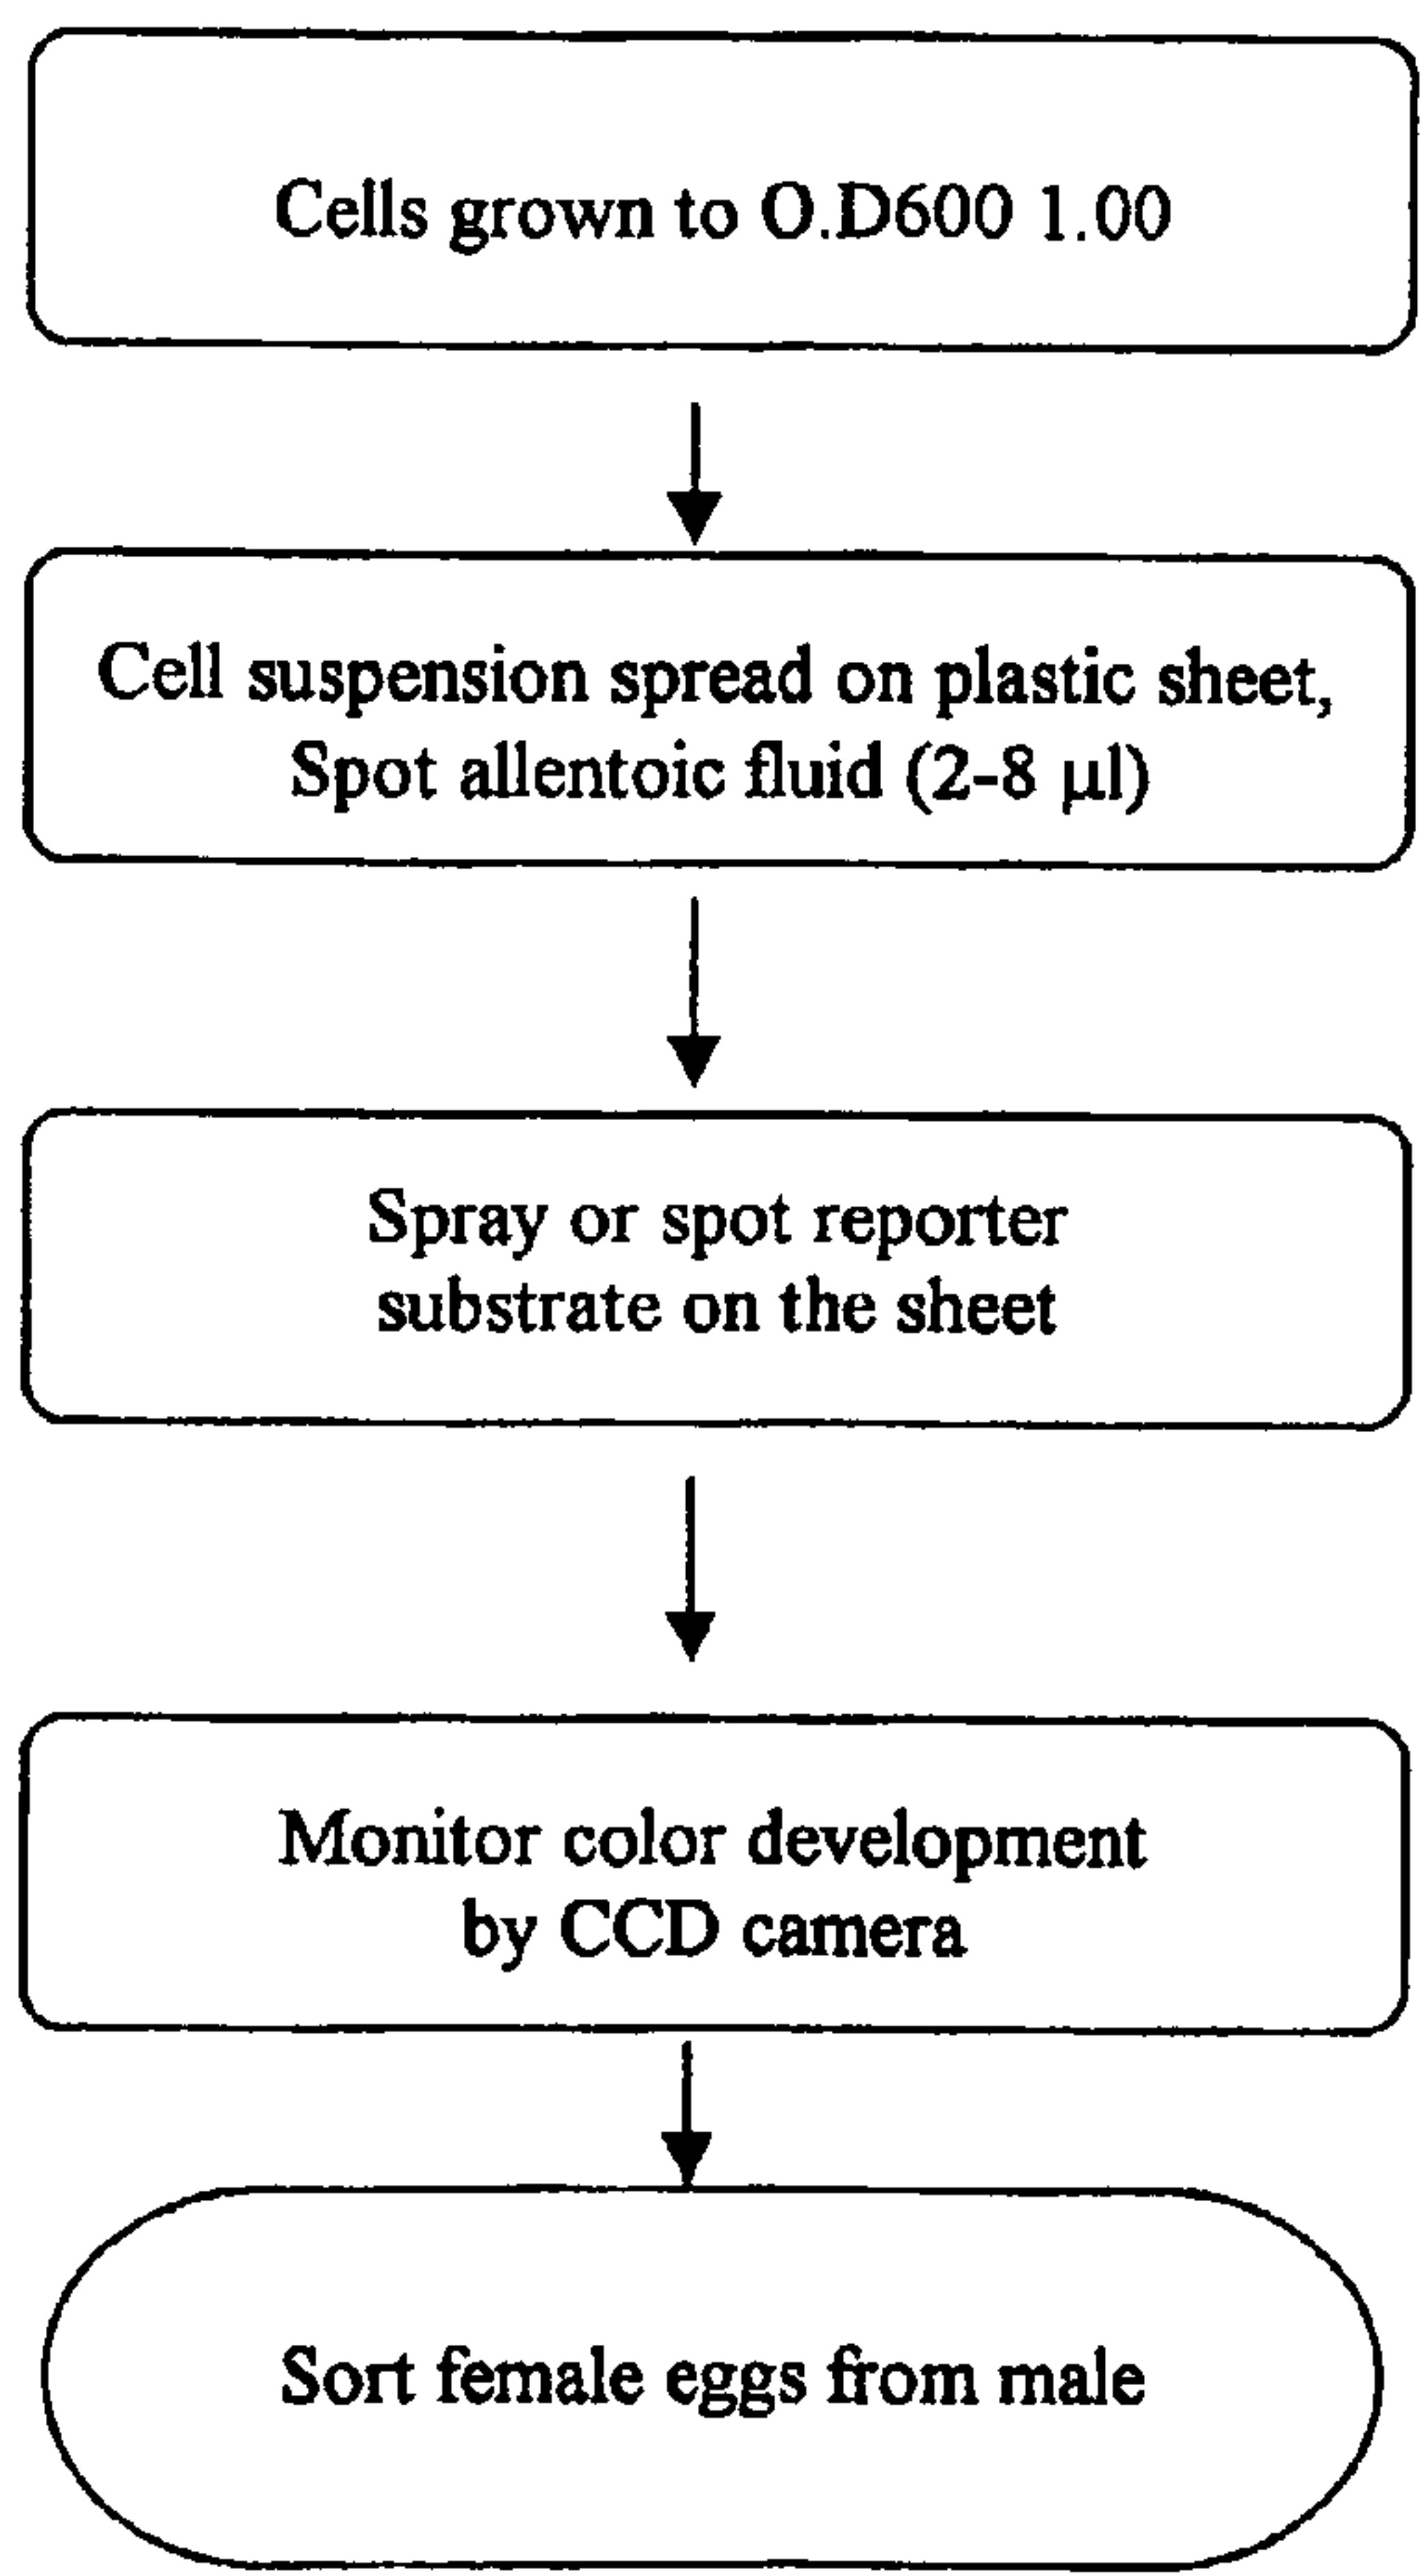 Cells grown to O.D600 1.00
Cell suspension spread on plastic sheet,
Spot allentoic fluid (2-8 µl)
Spray or spot reporter
substrate on the sheet
Monitor color development
by CCD camera
Sort female eggs from male